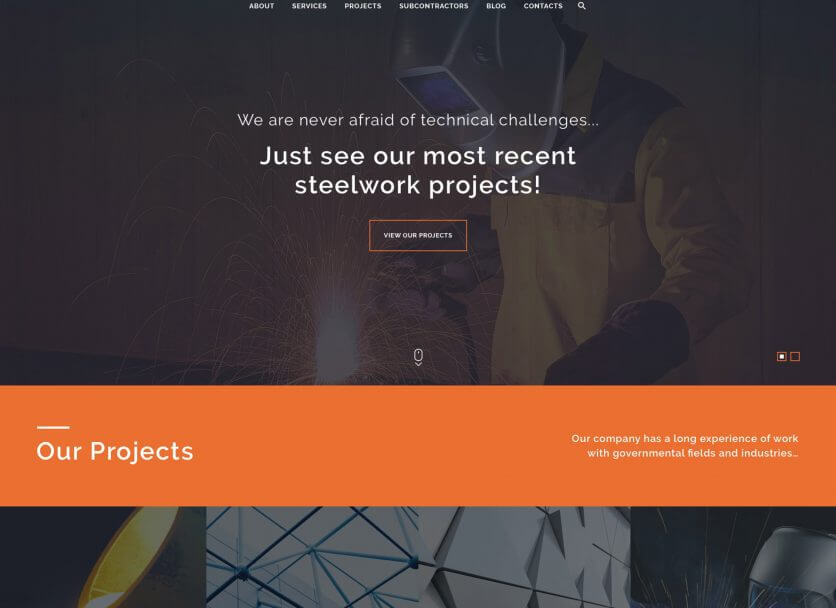 ABOUT SERVICES PROJECTS SUBCONTRACTORS BLOG CONTACTS
We are never afraid of technical challenges...
Just see our most recent
steelwork projects!
VIEW OUR PROJECTS
Our Projects
Our company has a long experience of work
with governmental fields and industries...